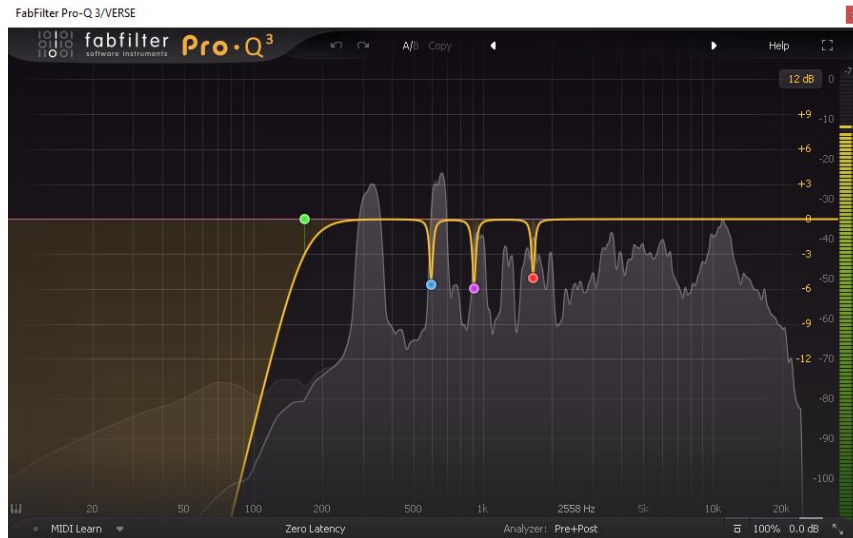 FabFilter Pro-Q 3/VERSE
fabfilter
software instruments
Pro·Q³
A/B Copy
Help
12 dB 0 -7
+9 -10
+6 -20
+3 -30
0 -40
-3 -50
-6 -60
-9 -70
-12 -80
-90
-100
20 50 100 200 500 1k 2558 Hz 5k 10k 20k
MIDI Learn Zero Latency Analyzer: Pre+Post 100% 0.0 dB